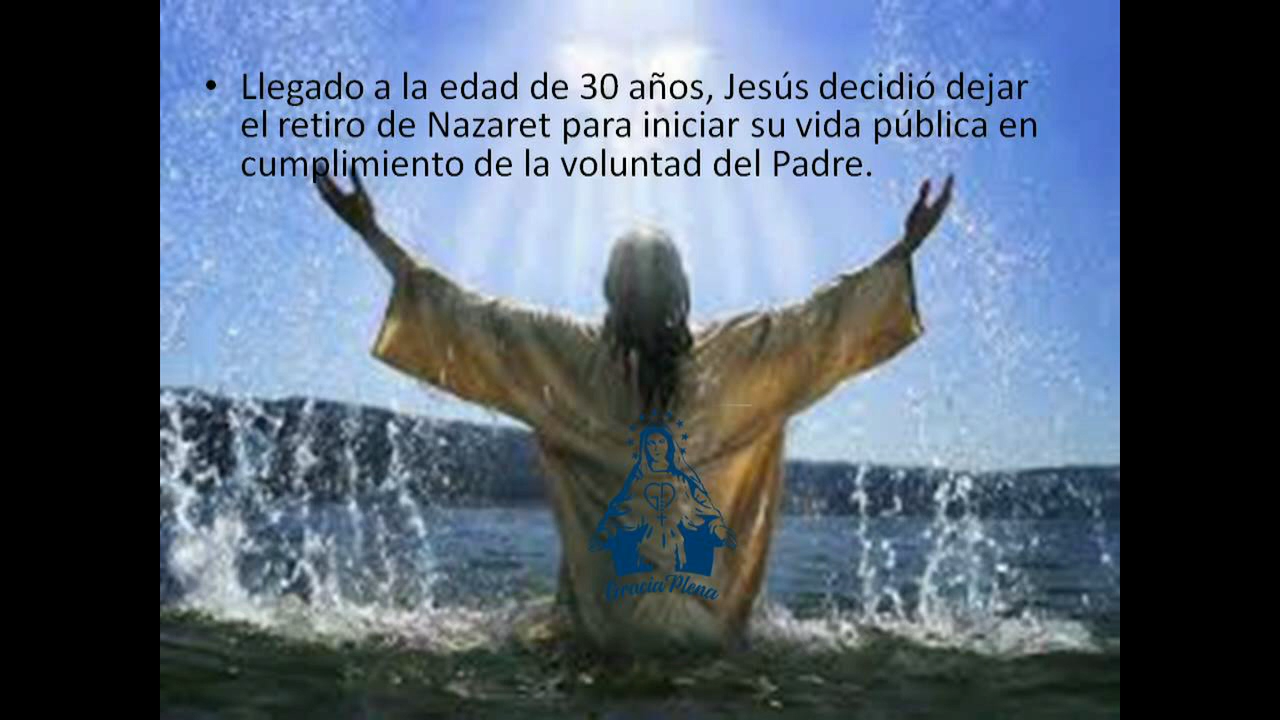 • Llegado a la edad de 30 años, Jesús decidió dejar
el retiro de Nazaret para iniciar su vida pública en
cumplimiento de la voluntad del Padre.
Gracia Plena